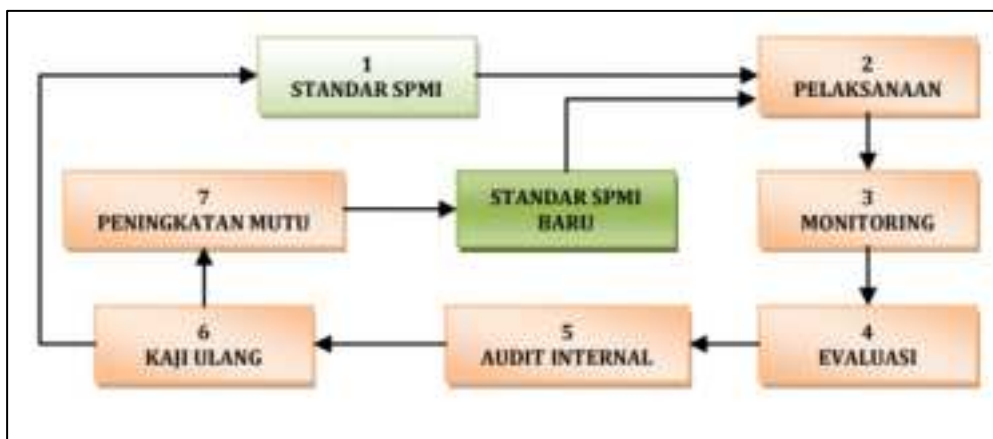 1
STANDAR SPMI
2
PELAKSANAAN
7
PENINGKATAN MUTU
STANDAR SPMI
BARU
3
MONITORING
6
KAJI ULANG
5
AUDIT INTERNAL
4
EVALUASI